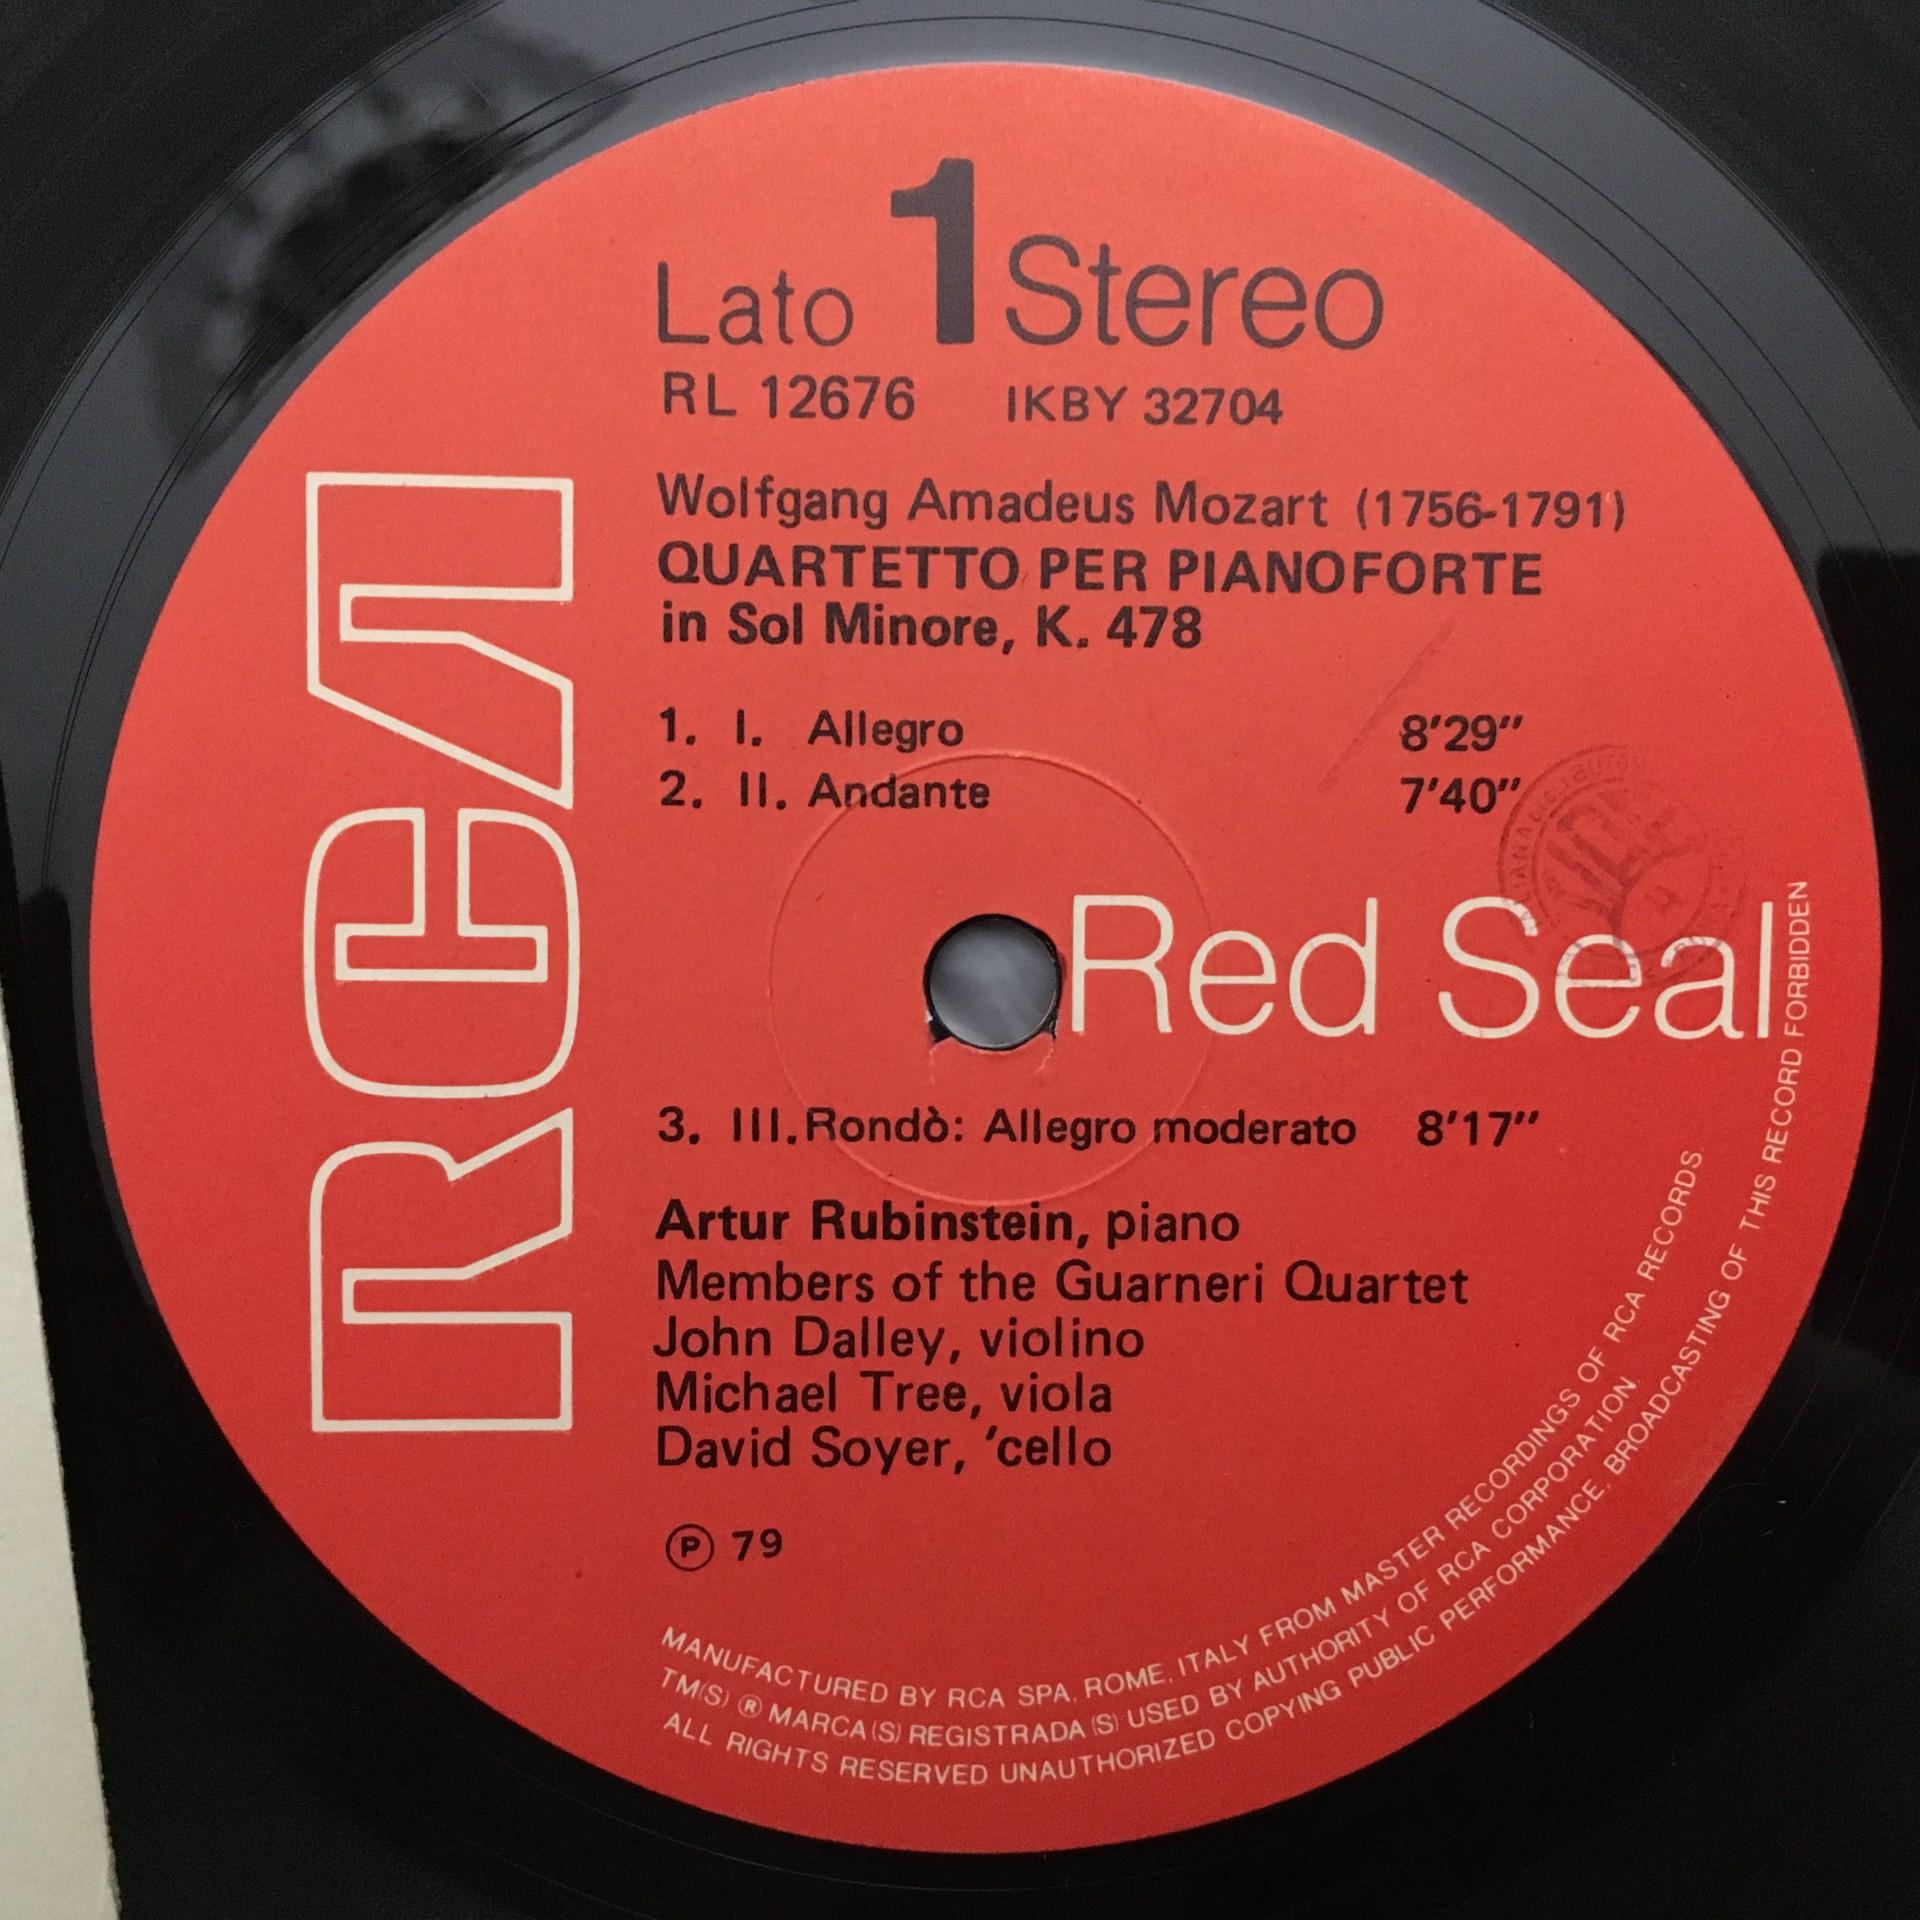 Lato 1 Stereo
RL 12676 IKBY 32704
Wolfgang Amadeus Mozart (1756-1791)
QUARTETTO PER PIANOFORTE
in Sol Minore, K. 478
1. I. Allegro 8'29"
2. II. Andante 7'40"
RCA
Red Seal
3. III. Rondò: Allegro moderato 8'17"
Artur Rubinstein, piano
Members of the Guarneri Quartet
John Dalley, violino
Michael Tree, viola
David Soyer, 'cello
Ⓟ 79
MANUFACTURED BY RCA SPA, ROME, ITALY FROM MASTER RECORDINGS OF RCA RECORDS
TM(S) ® MARCA(S) REGISTRADA(S) USED BY AUTHORITY OF RCA CORPORATION.
ALL RIGHTS RESERVED UNAUTHORIZED COPYING PUBLIC PERFORMANCE, BROADCASTING OF THIS RECORD FORBIDDEN